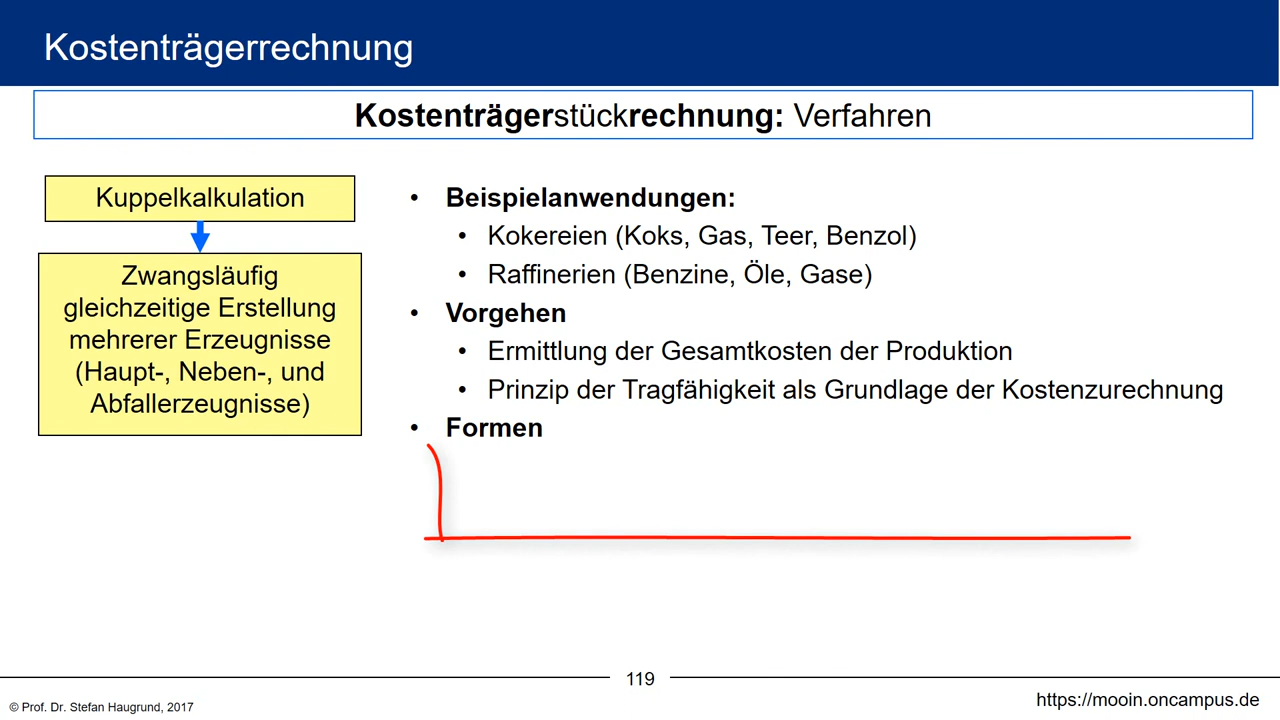 Kostenträgerrechnung
Kostenträgerstückrechnung: Verfahren
Kuppelkalkulation
Zwangsläufig
gleichzeitige Erstellung
mehrerer Erzeugnisse
(Haupt-, Neben-, und
Abfallerzeugnisse)
• Beispielanwendungen:
• Kokereien (Koks, Gas, Teer, Benzol)
• Raffinerien (Benzine, Öle, Gase)
• Vorgehen
• Ermittlung der Gesamtkosten der Produktion
• Prinzip der Tragfähigkeit als Grundlage der Kostenzurechnung
• Formen
119
© Prof. Dr. Stefan Haugrund, 2017
https://mooin.oncampus.de